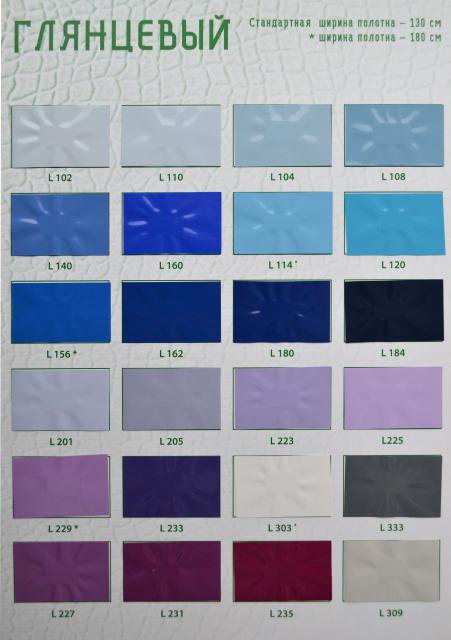 ГЛЯНЦЕВЫЙ
Стандартная ширина полотна – 130 см
* ширина полотна – 180 см
L 102 L 110 L 104 L 108
L 140 L 160 L 114* L 120
L 156 * L 162 L 180 L 184
L 201 L 205 L 223 L225
L 229 * L 233 L 303* L 333
L 227 L 231 L 235 L 309